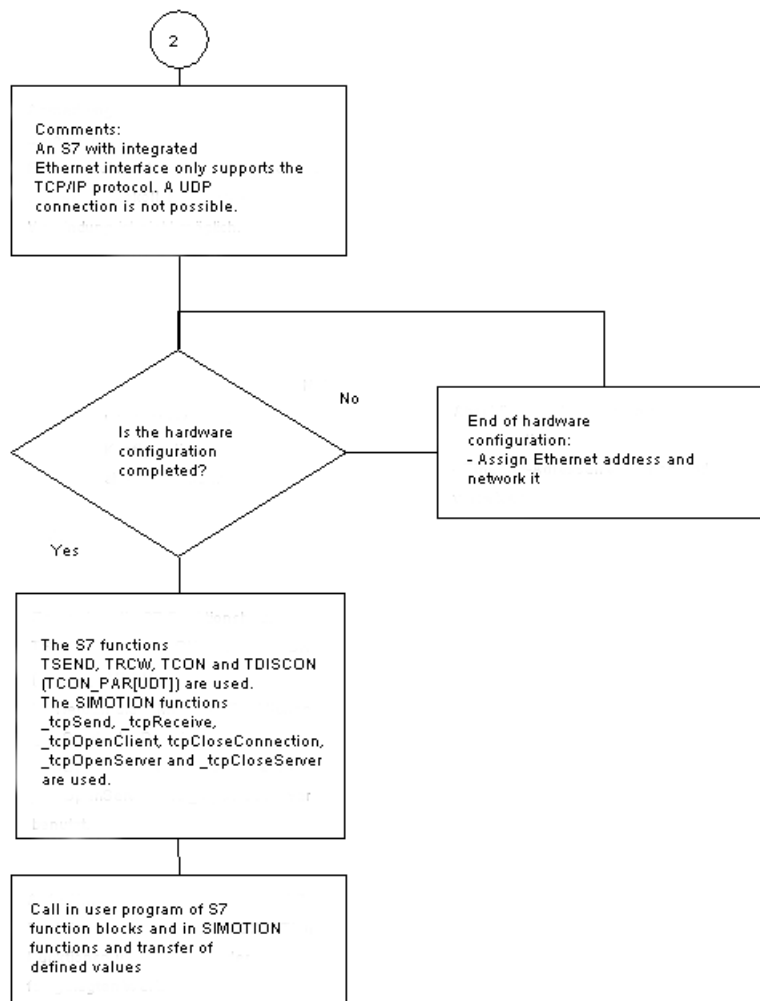 2
Comments:
An S7 with integrated
Ethernet interface only supports the
TCP/IP protocol. A UDP
connection is not possible.
No
Is the hardware
configuration
completed?
End of hardware
configuration:
- Assign Ethernet address and
network it
Yes
The S7 functions
TSEND, TRCW, TCON and TDISCON
(TCON_PAR[UDT]) are used.
The SIMOTION functions
_tcpSend, _tcpReceive,
_tcpOpenClient, tcpCloseConnection,
_tcpOpenServer and _tcpCloseServer
are used.
Call in user program of S7
function blocks and in SIMOTION
functions and transfer of
defined values